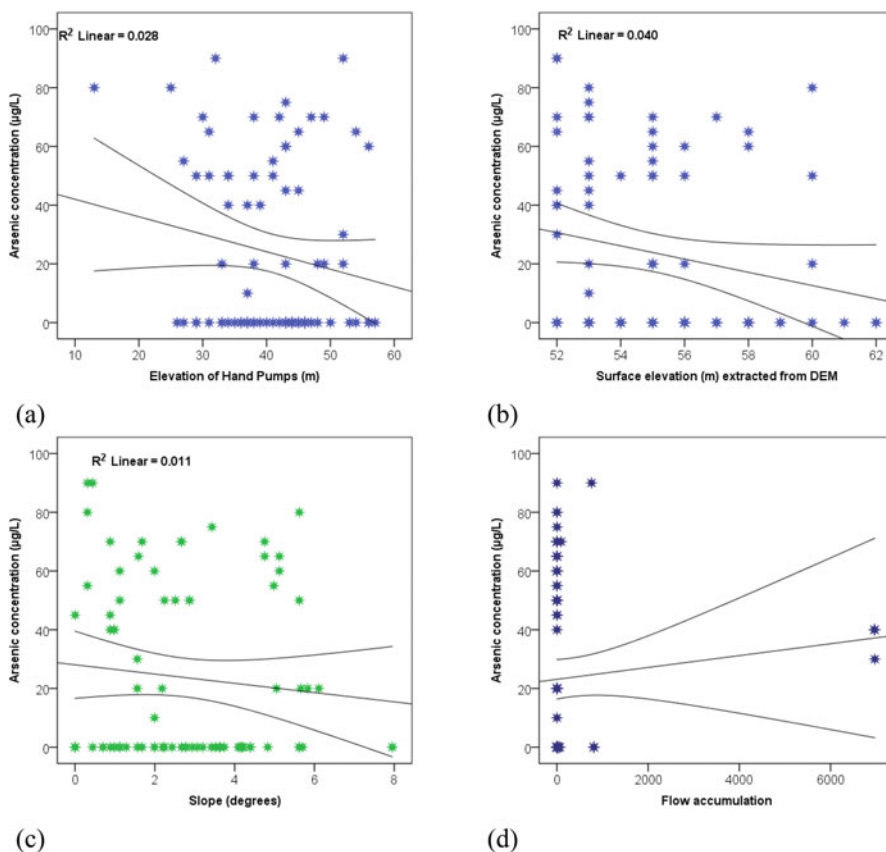 R² Linear = 0.028
100
80
60
40
20
0
Arsenic concentration (µg/L)
10 20 30 40 50 60
Elevation of Hand Pumps (m)
(a)
R² Linear = 0.040
100
80
60
40
20
0
Arsenic concentration (µg/L)
52 54 56 58 60 62
Surface elevation (m) extracted from DEM
(b)
R² Linear = 0.011
100
80
60
40
20
0
Arsenic concentration (µg/L)
0 2 4 6 8
Slope (degrees)
(c)
100
80
60
40
20
0
Arsenic concentration (µg/L)
0 2000 4000 6000
Flow accumulation
(d)